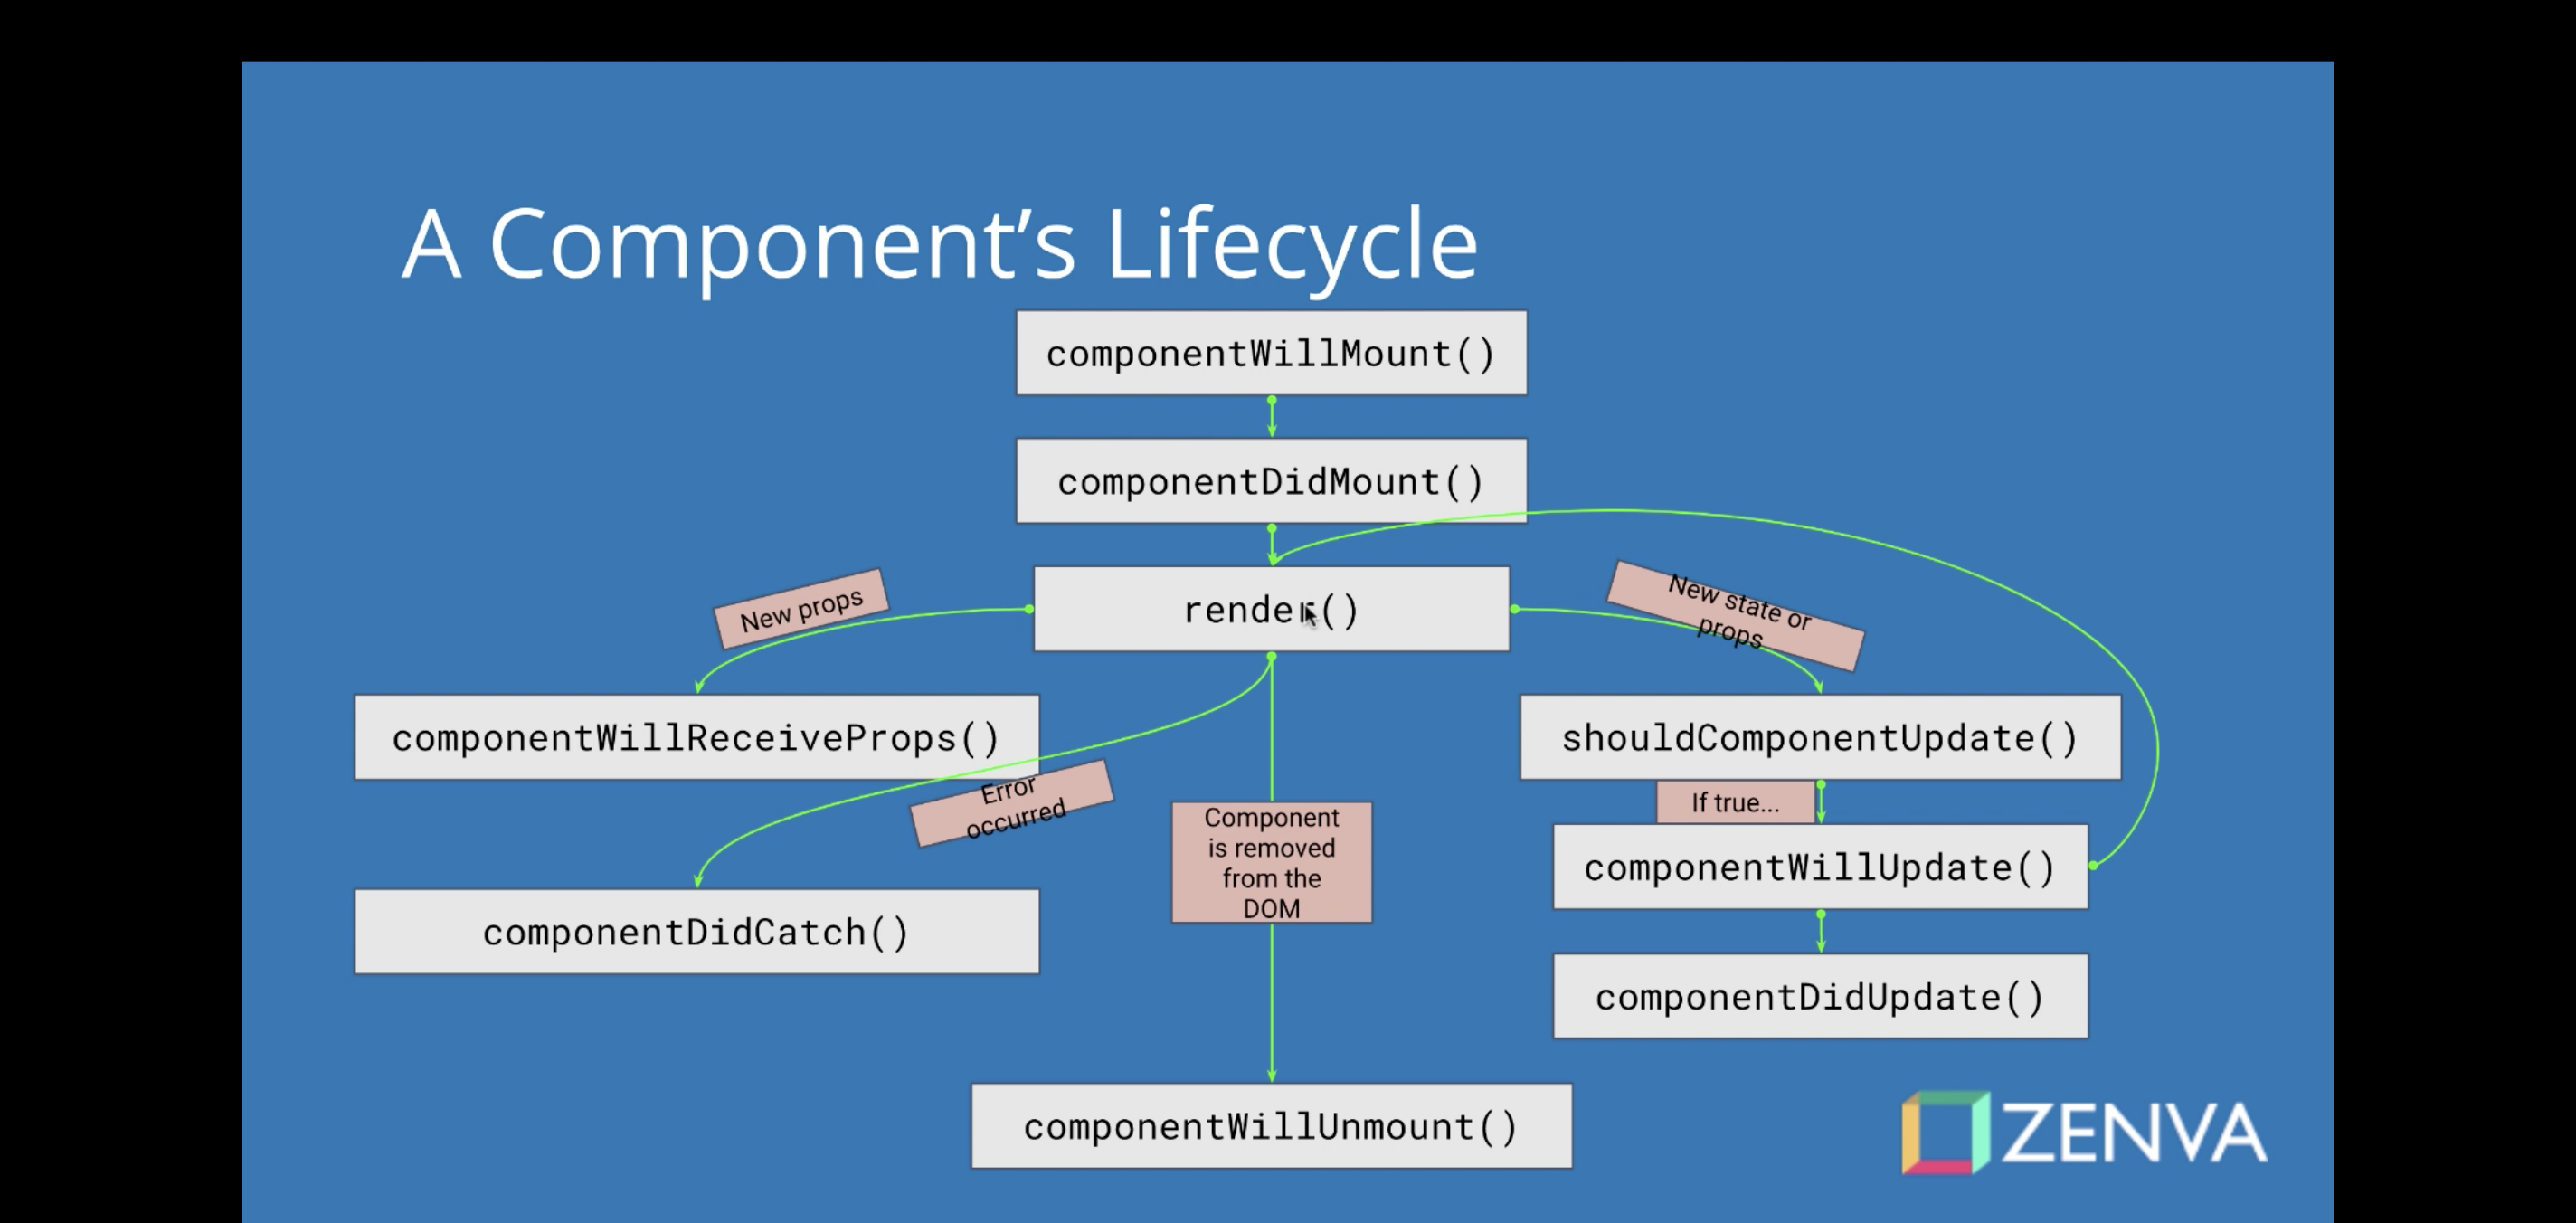 A Component’s Lifecycle
componentWillMount()
componentDidMount()
render()
New props
New state or
props
componentWillReceiveProps()
shouldComponentUpdate()
Error
occurred
If true...
Component
is removed
from the
DOM
componentWillUpdate()
componentDidCatch()
componentDidUpdate()
componentWillUnmount()
ZENVA